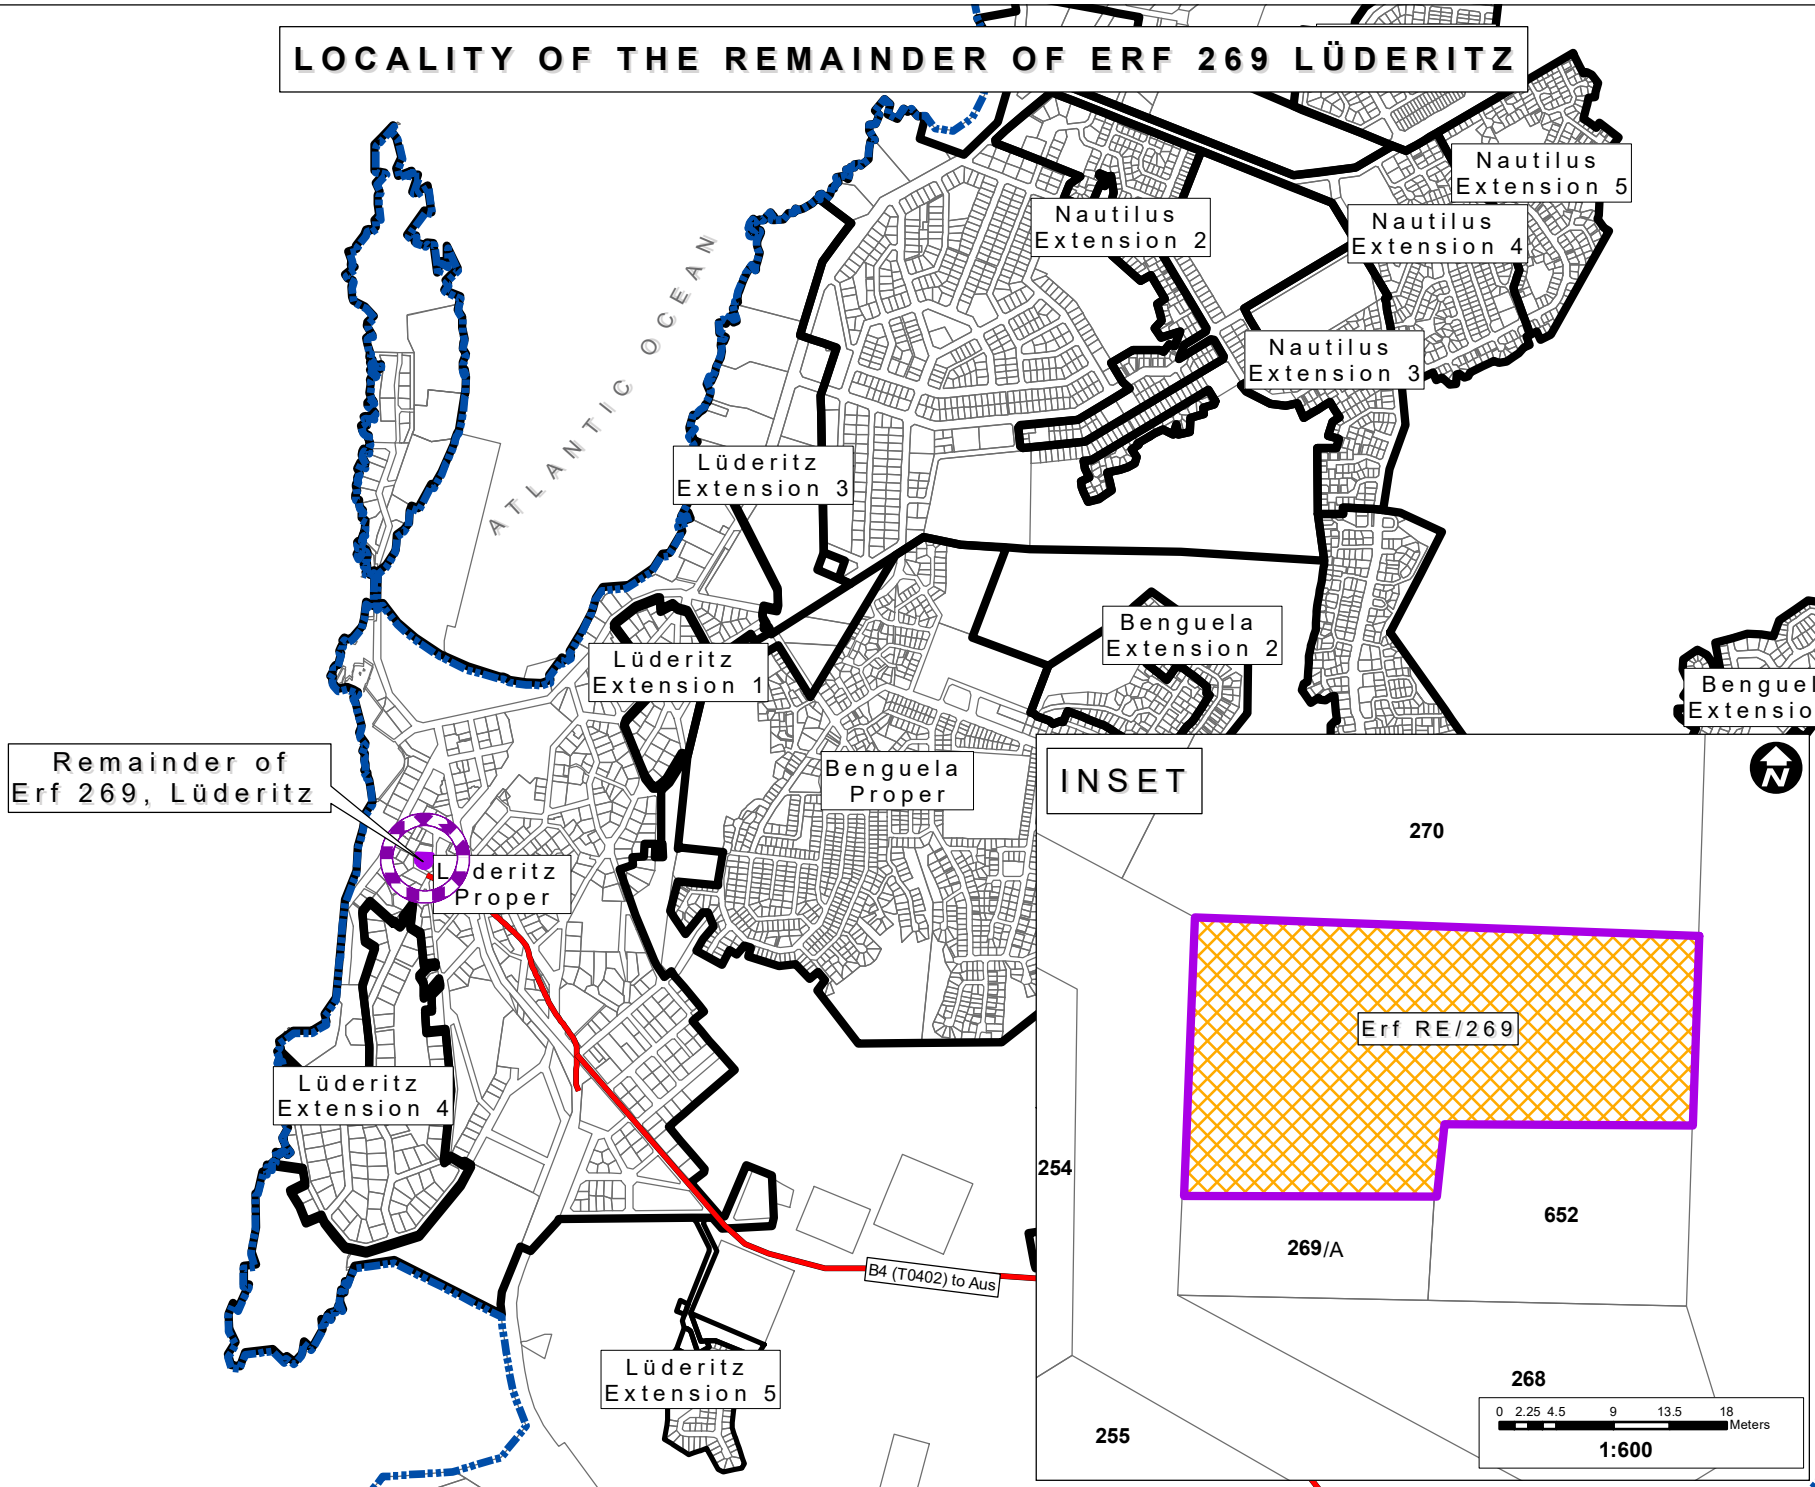 LOCALITY OF THE REMAINDER OF ERF 269 LÜDERITZ
Nautilus
Extension 5
Nautilus
Extension 2
Nautilus
Extension 4
ATLANTIC OCEAN
Nautilus
Extension 3
Lüderitz
Extension 3
Benguela
Extension 2
Lüderitz
Extension 1
Benguel
Extensio
Remainder of
Erf 269, Lüderitz
Benguela
Proper
Lüderitz
Proper
Lüderitz
Extension 4
B4 (T0402) to Aus
Lüderitz
Extension 5
INSET
N
270
Erf RE/269
254
652
269/A
268
255
0 2.25 4.5 9 13.5 18
Meters
1:600